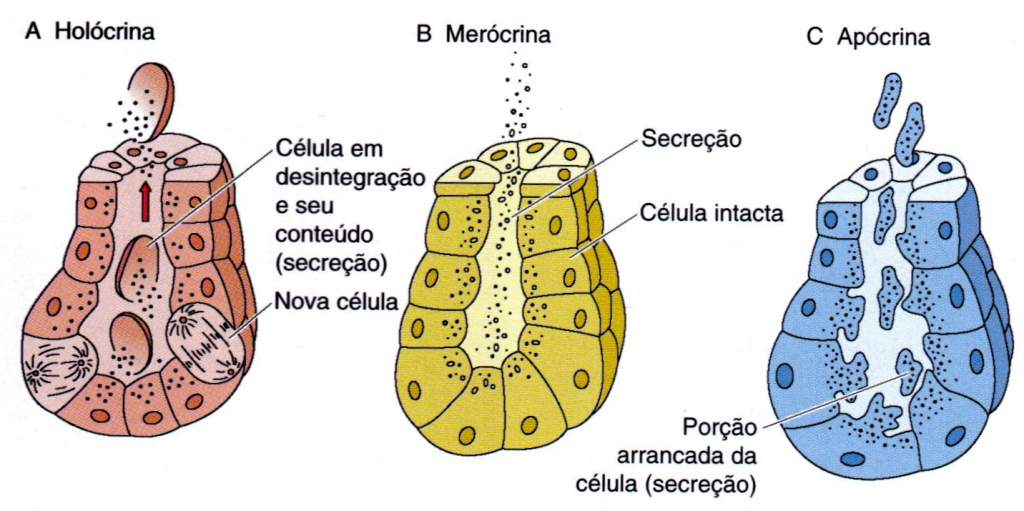 A Holócrina
Célula em
desintegração
e seu
conteúdo
(secreção)
Nova célula
B Merócrina
Secreção
Célula intacta
C Apócrina
Porção
arrancada da
célula (secreção)